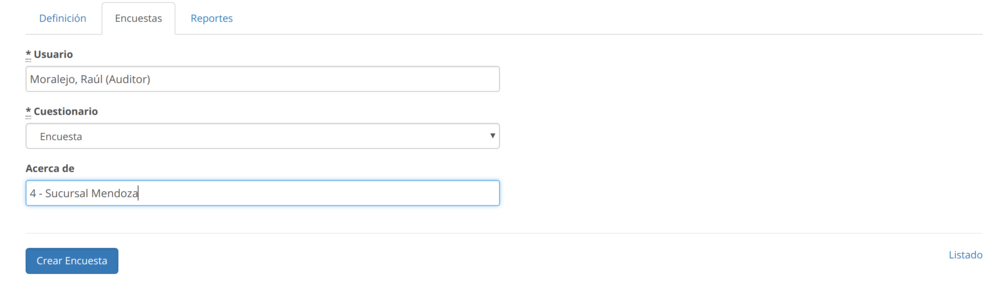 Definición Encuestas Reportes
* Usuario
Moralejo, Raúl (Auditor)
* Cuestionario
Encuesta
Acerca de
4 - Sucursal Mendoza
Crear Encuesta Listado